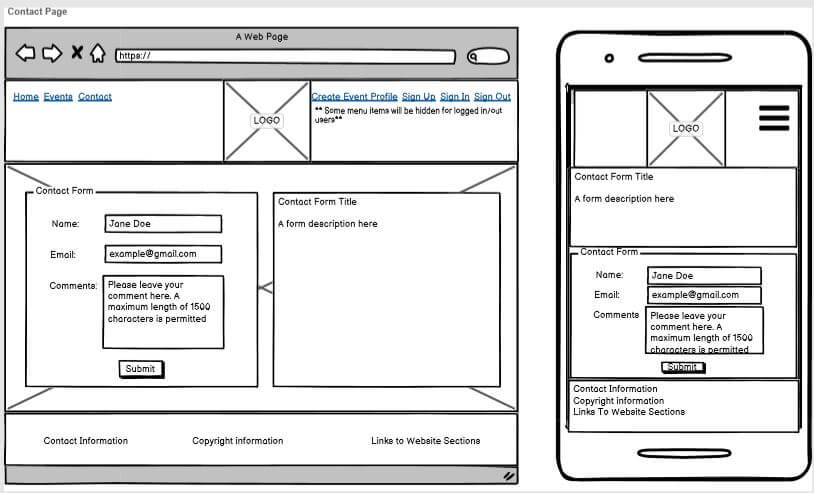 Contact Page
A Web Page
https://
Home Events Contact
LOGO
Create Event Profile Sign Up Sign In Sign Out
** Some menu items will be hidden for logged in/out
users**
Contact Form
Name:
Jane Doe
Email:
example@gmail.com
Comments:
Please leave your
comment here. A
maximum length of 1500
characters is permitted
Submit
Contact Form Title
A form description here
Contact Information
Copyright information
Links to Website Sections
LOGO
Contact Form Title
A form description here
Contact Form
Name:
Jane Doe
Email:
example@gmail.com
Comments
Please leave your
comment here. A
maximum length of 1500
characters is permitted
Submit
Contact Information
Copyright information
Links To Website Sections